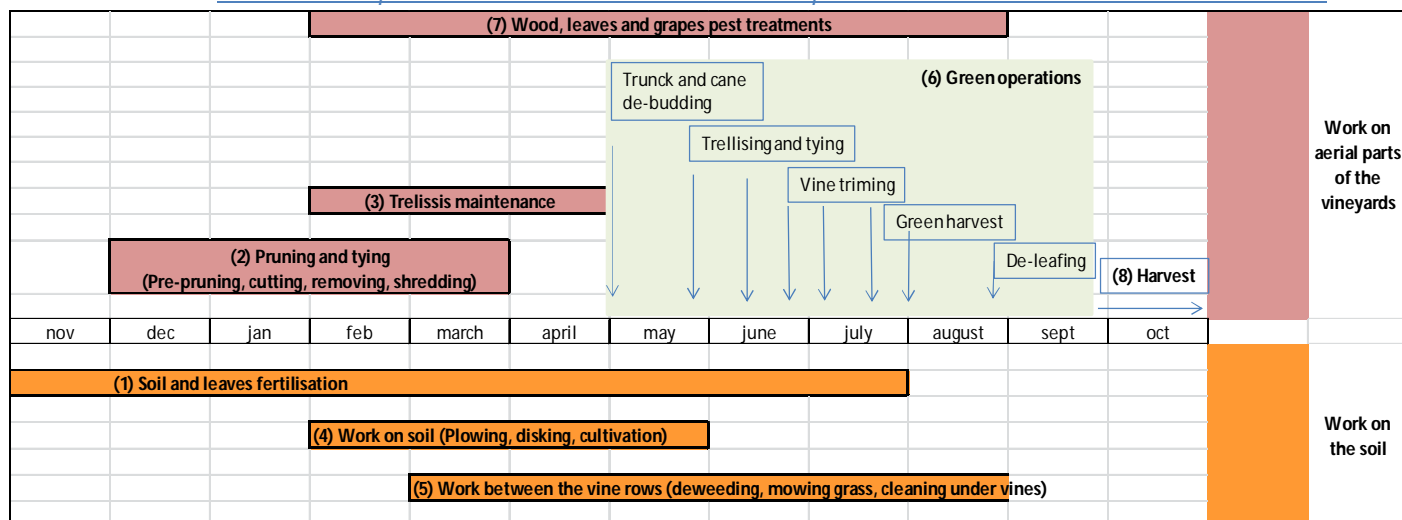 (7) Wood, leaves and grapes pest treatments
Trunck and cane
de-budding
(6) Green operations
Trellising and tying
Vine triming
(3) Trelissis maintenance
Green harvest
(2) Pruning and tying
(Pre-pruning, cutting, removing, shredding)
De-leafing
(8) Harvest
Work on
aerial parts
of the
vineyards
nov dec jan feb march april may june july august sept oct
(1) Soil and leaves fertilisation
(4) Work on soil (Plowing, disking, cultivation)
(5) Work between the vine rows (deweeding, mowing grass, cleaning under vines)
Work on
the soil